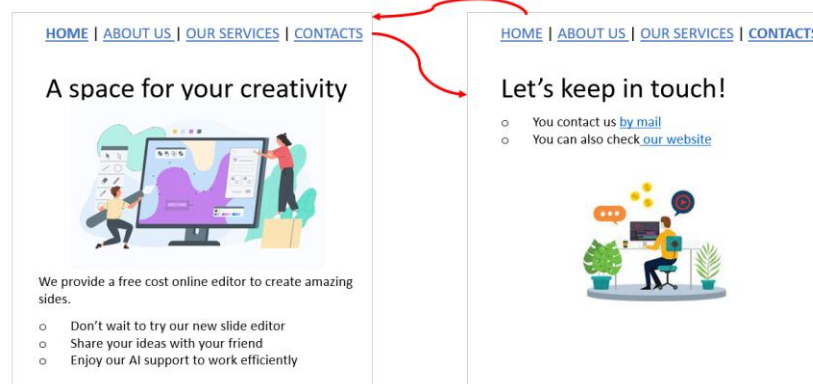 HOME | ABOUT US | OUR SERVICES | CONTACTS
A space for your creativity
We provide a free cost online editor to create amazing
sides.
o Don't wait to try our new slide editor
o Share your ideas with your friend
o Enjoy our AI support to work efficiently
HOME | ABOUT US | OUR SERVICES | CONTACTS
Let's keep in touch!
o You contact us by mail
o You can also check our website